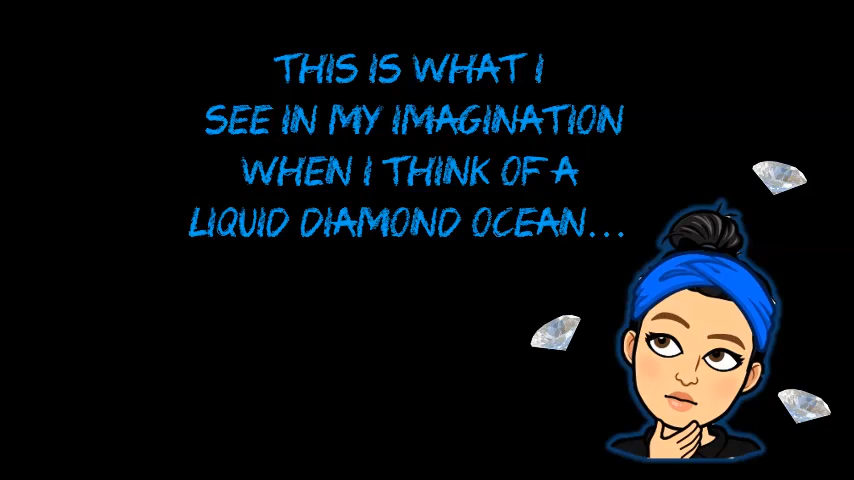 THIS IS WHAT I
SEE IN MY IMAGINATION
WHEN I THINK OF A
LIQUID DIAMOND OCEAN...